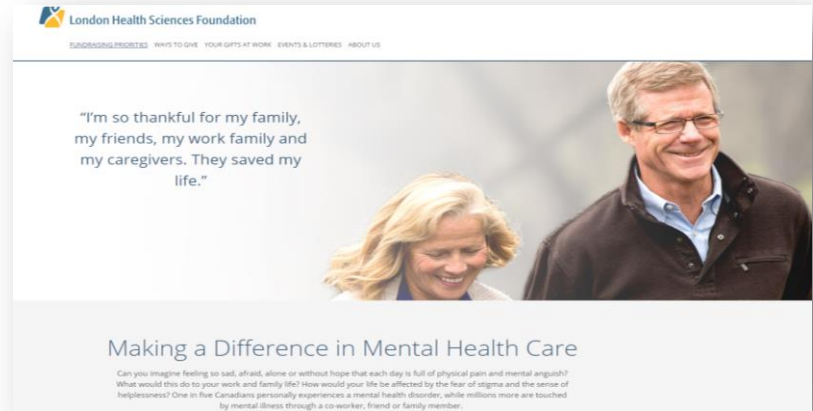 London Health Sciences Foundation
FUNDRAISING PRIORITIES WAYS TO GIVE YOUR GIFTS AT WORK EVENTS & LOTTERIES ABOUT US
“I’m so thankful for my family,
my friends, my work family and
my caregivers. They saved my
life.”
Making a Difference in Mental Health Care
Can you imagine feeling so sad, afraid, alone or without hope that each day is full of physical pain and mental anguish?
What would this do to your work and family life? How would your life be affected by the fear of stigma and the sense of
helplessness? One in five Canadians personally experiences a mental health disorder, while millions more are touched
by mental illness through a co-worker, friend or family member.